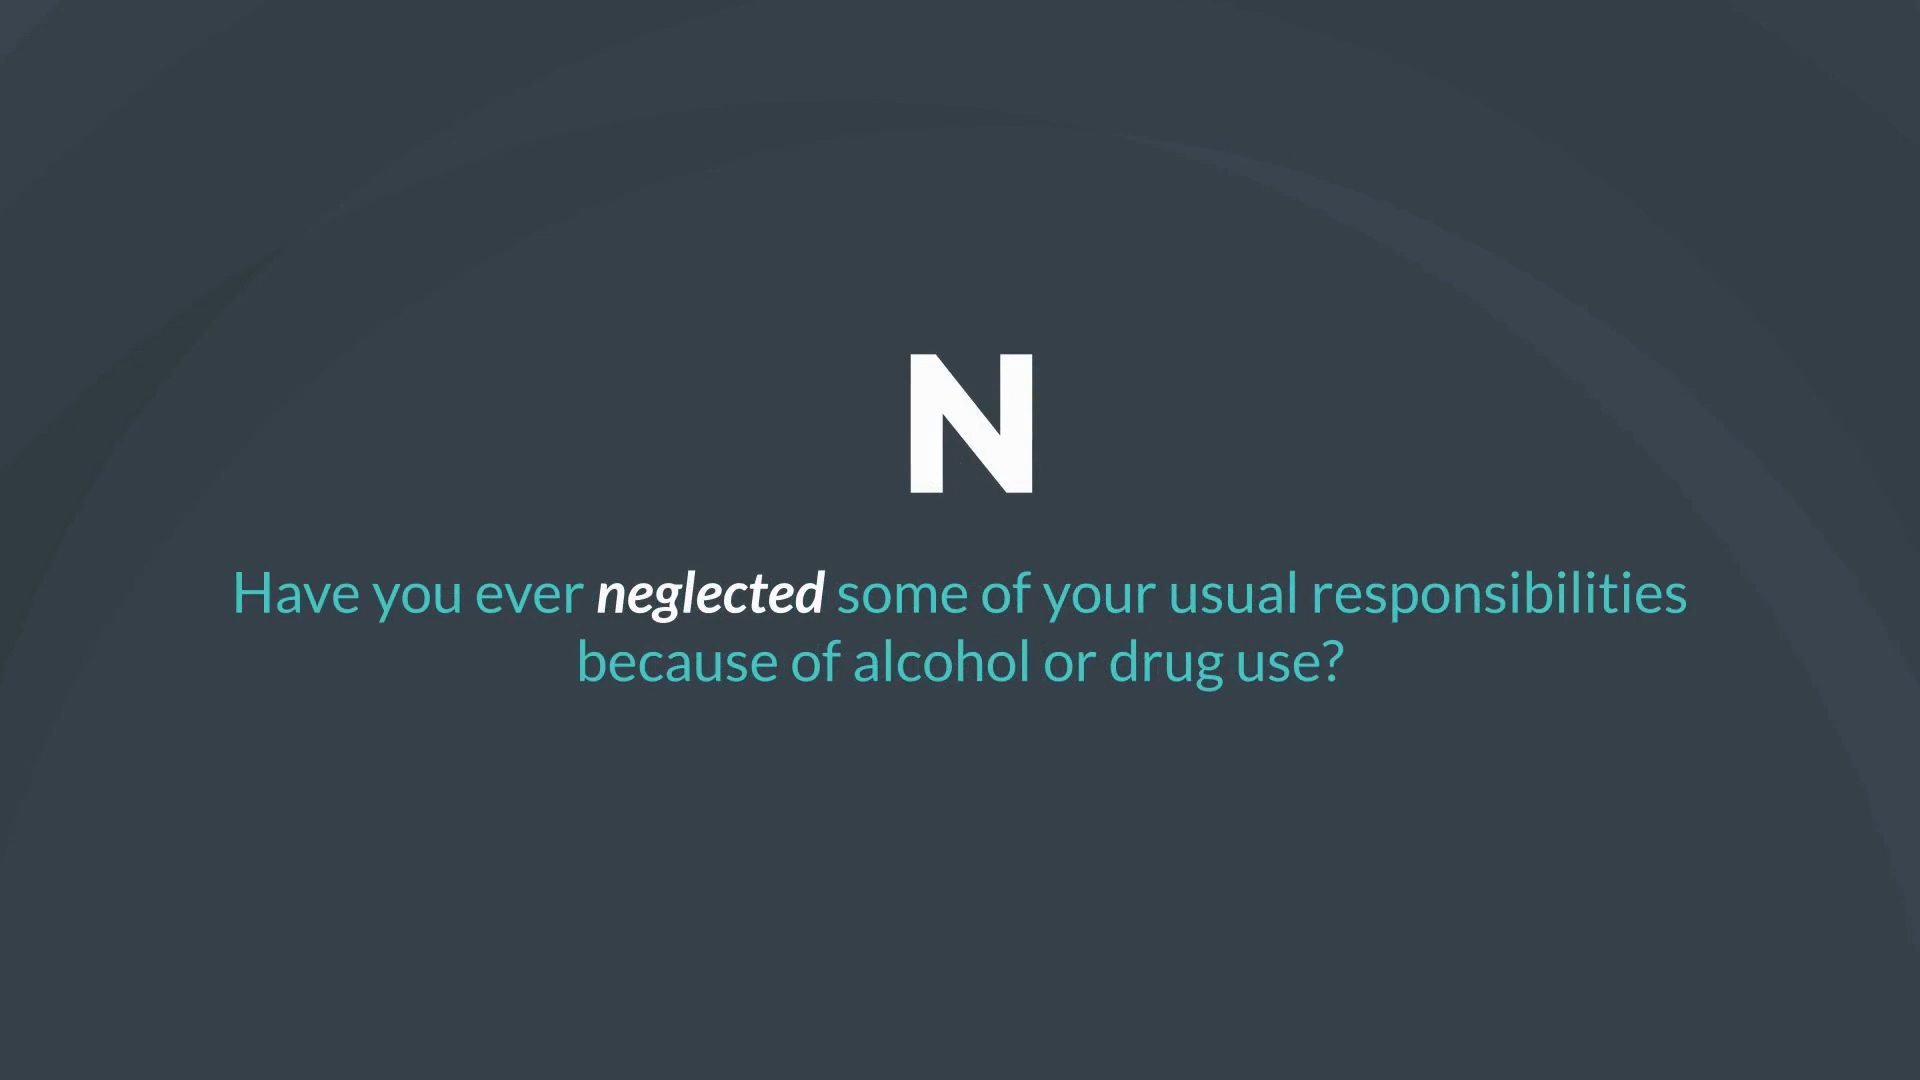 N
Have you ever neglected some of your usual responsibilities
because of alcohol or drug use?